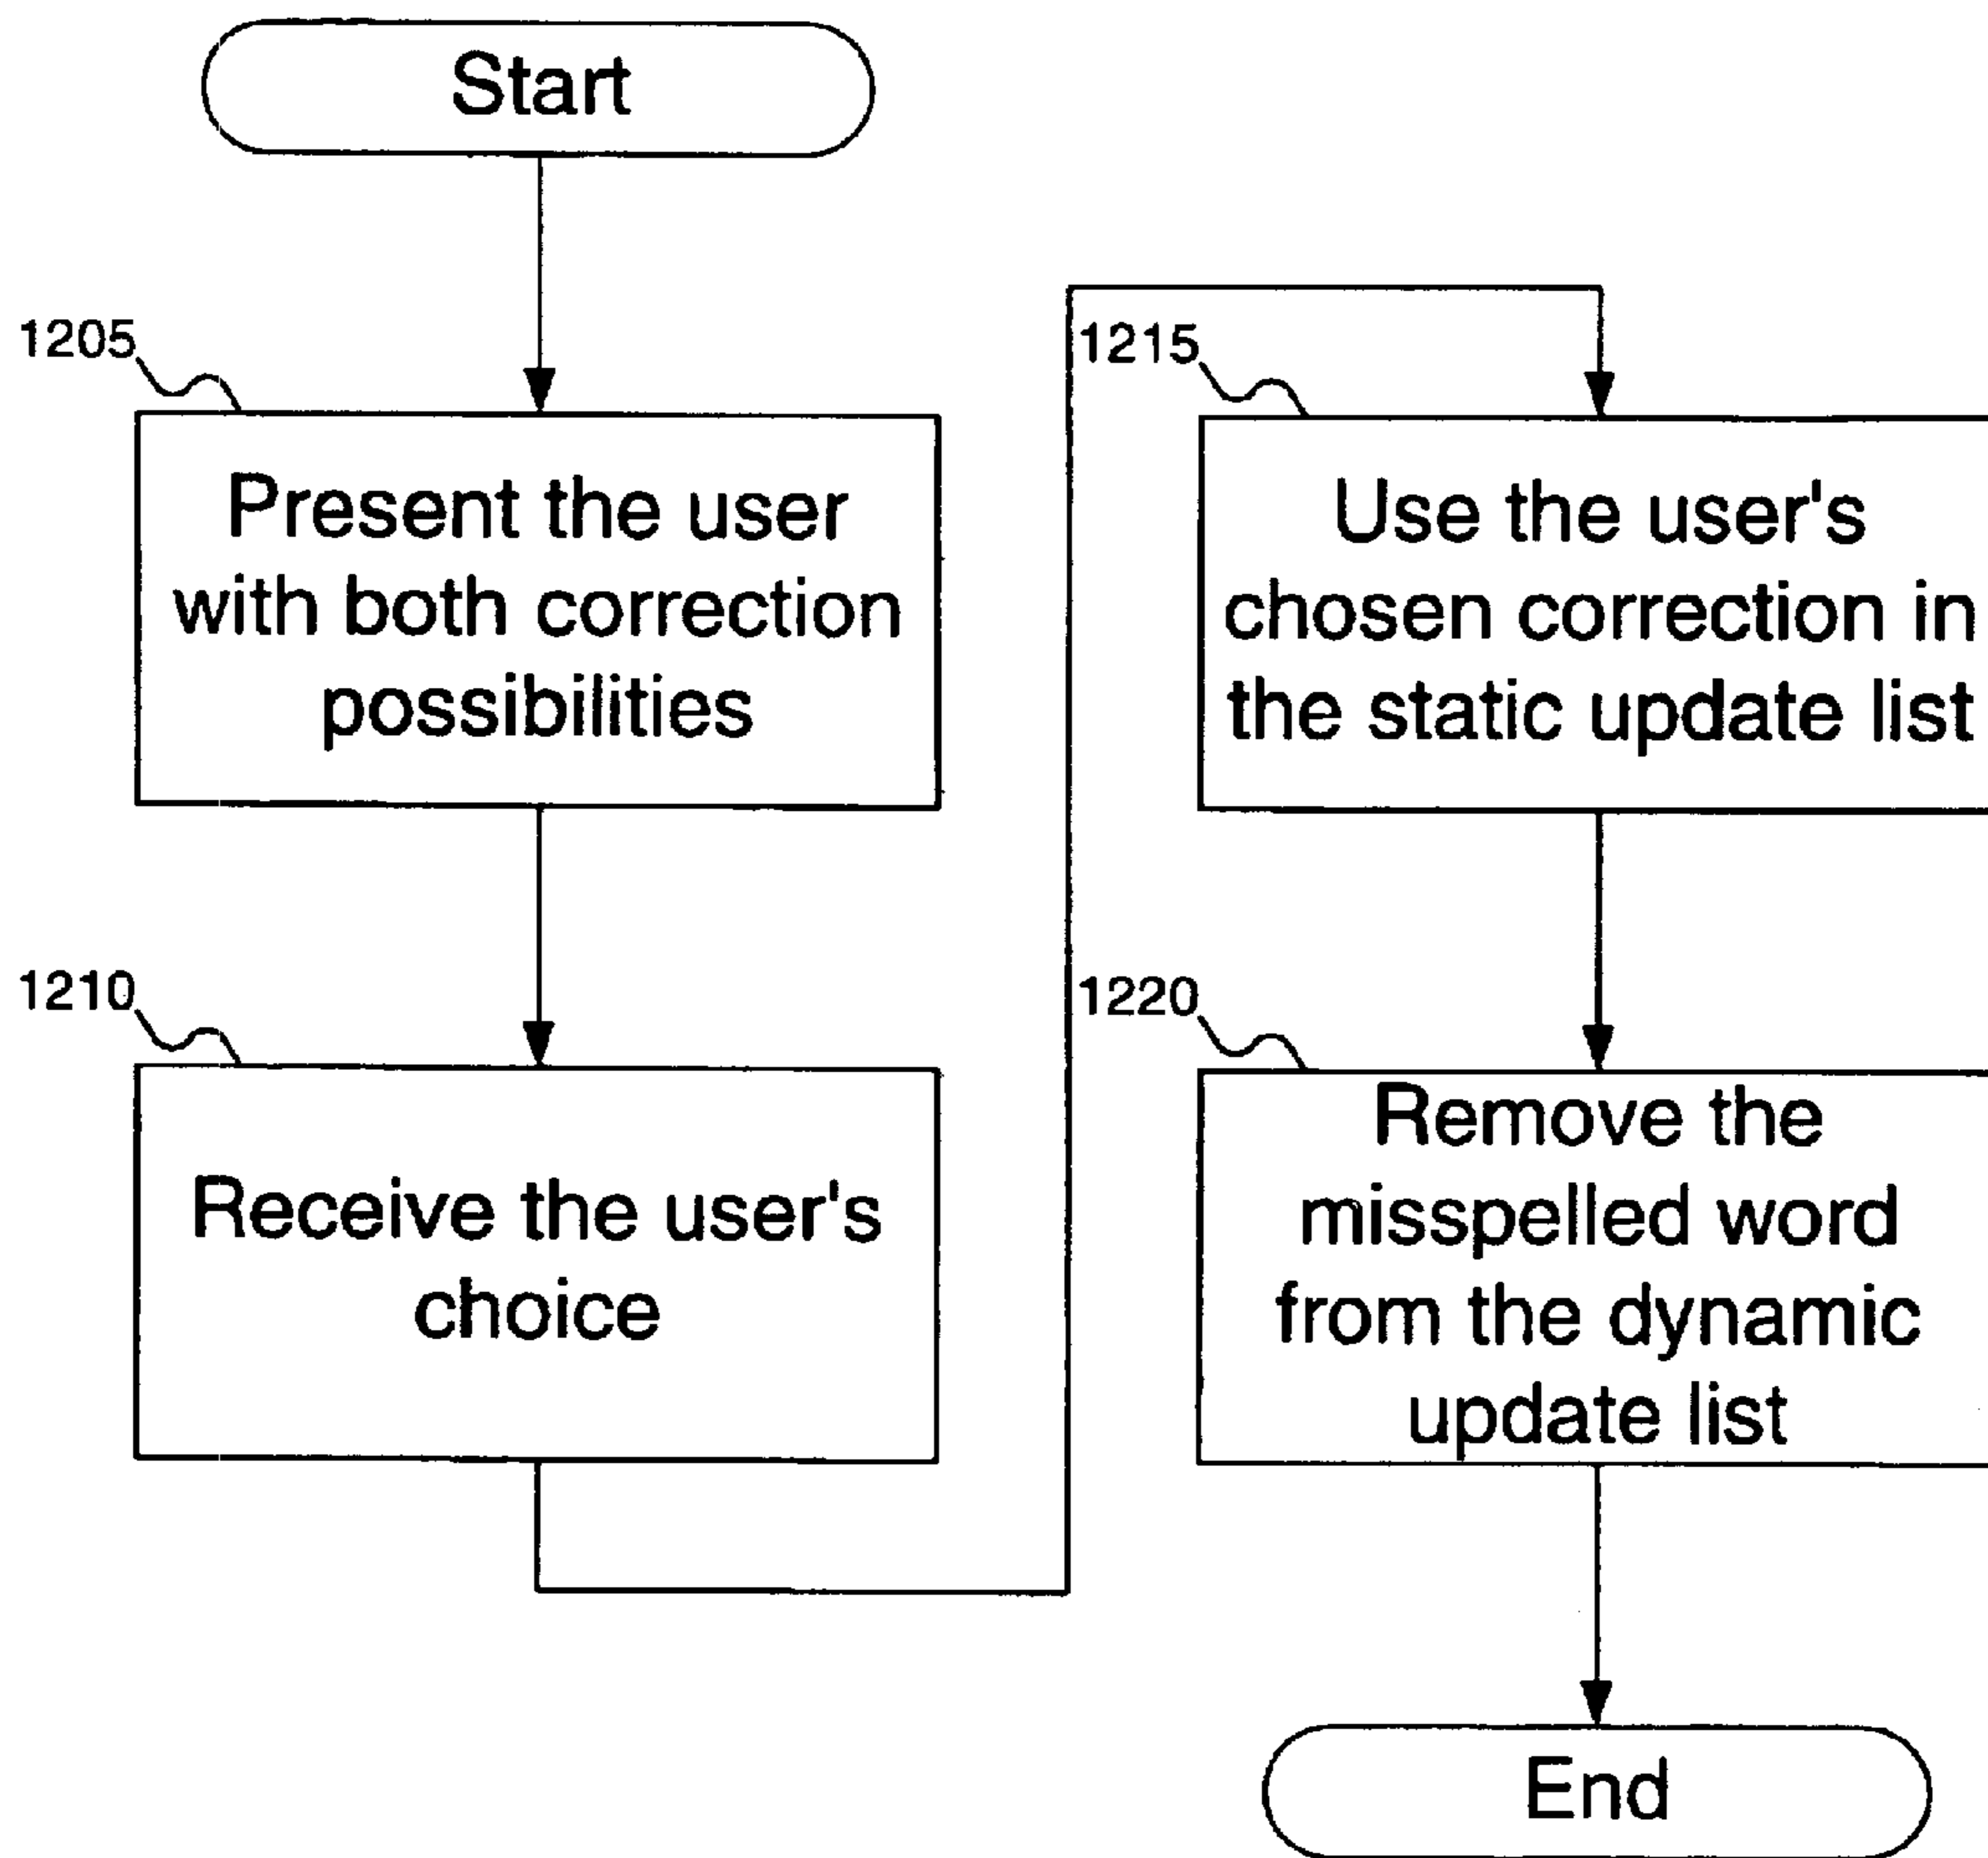 Start
1205
Present the user
with both correction
possibilities
1210
Receive the user's
choice
1215
Use the user's
chosen correction in
the static update list
1220
Remove the
misspelled word
from the dynamic
update list
End